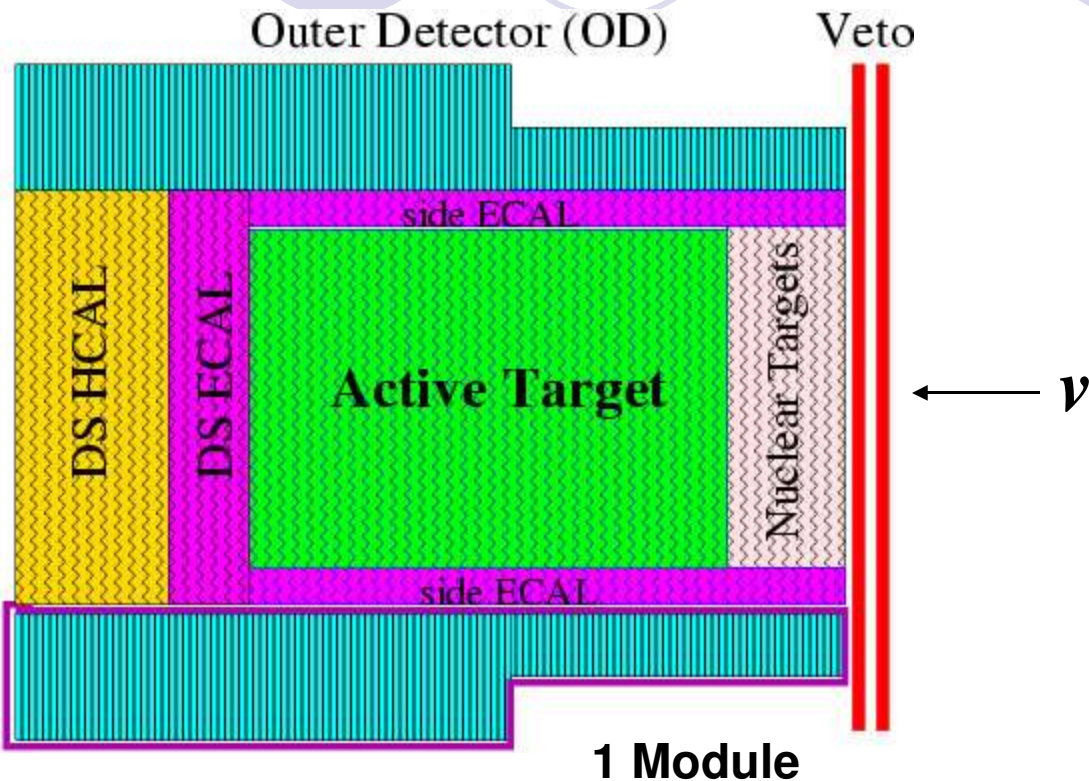 Outer Detector (OD)
Veto
side ECAL
DS HCAL
DS ECAL
Active Target
Nuclear Targets
ν
side ECAL
1 Module